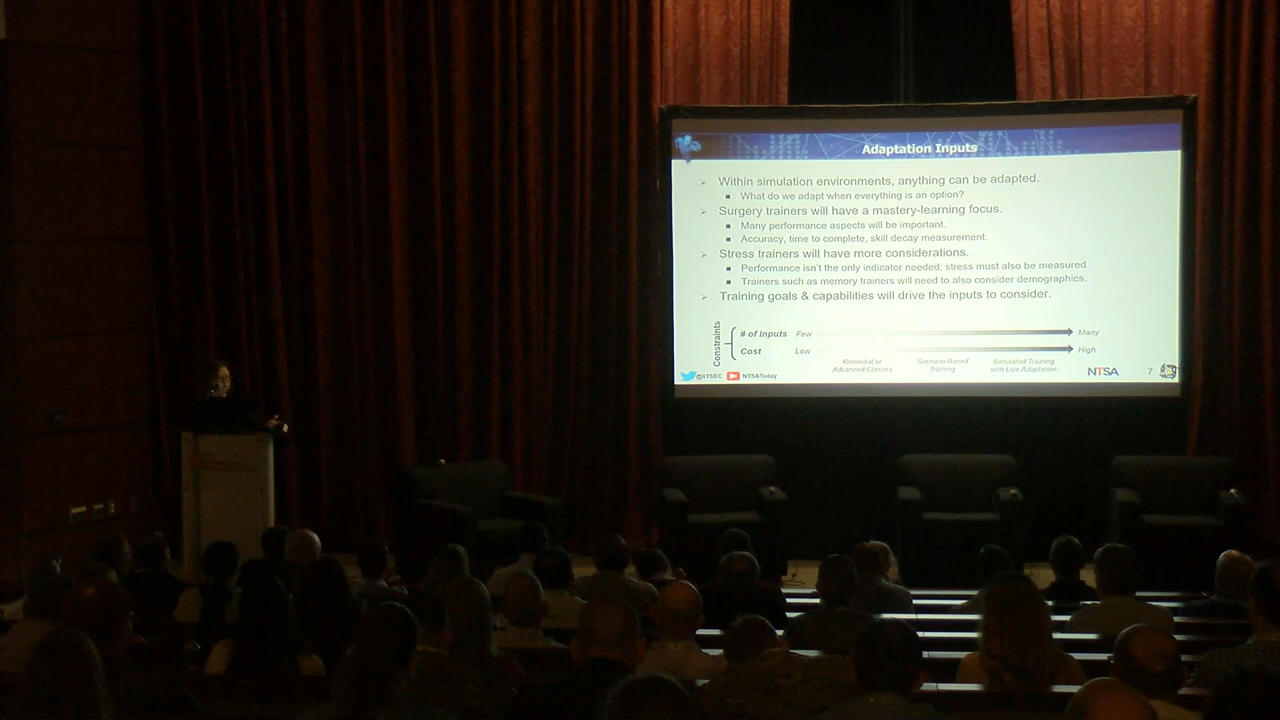 Adaptation Inputs
Within simulation environments, anything can be adapted.
What do we adapt when everything is an option?
Surgery trainers will have a mastery-learning focus.
Many performance aspects will be important.
Accuracy, time to complete, skill decay measurement.
Stress trainers will have more considerations.
Performance isn't the only indicator needed; stress must also be measured.
Trainers such as memory trainers will need to also consider demographics.
Training goals & capabilities will drive the inputs to consider.
Constraints
# of Inputs Few Many
Cost Low High
Remedial or
Advanced Classes
Scenario-Based
Training
Simulated Training
with Live Adaptation
@IITSEC NTSAToday NTSA 7